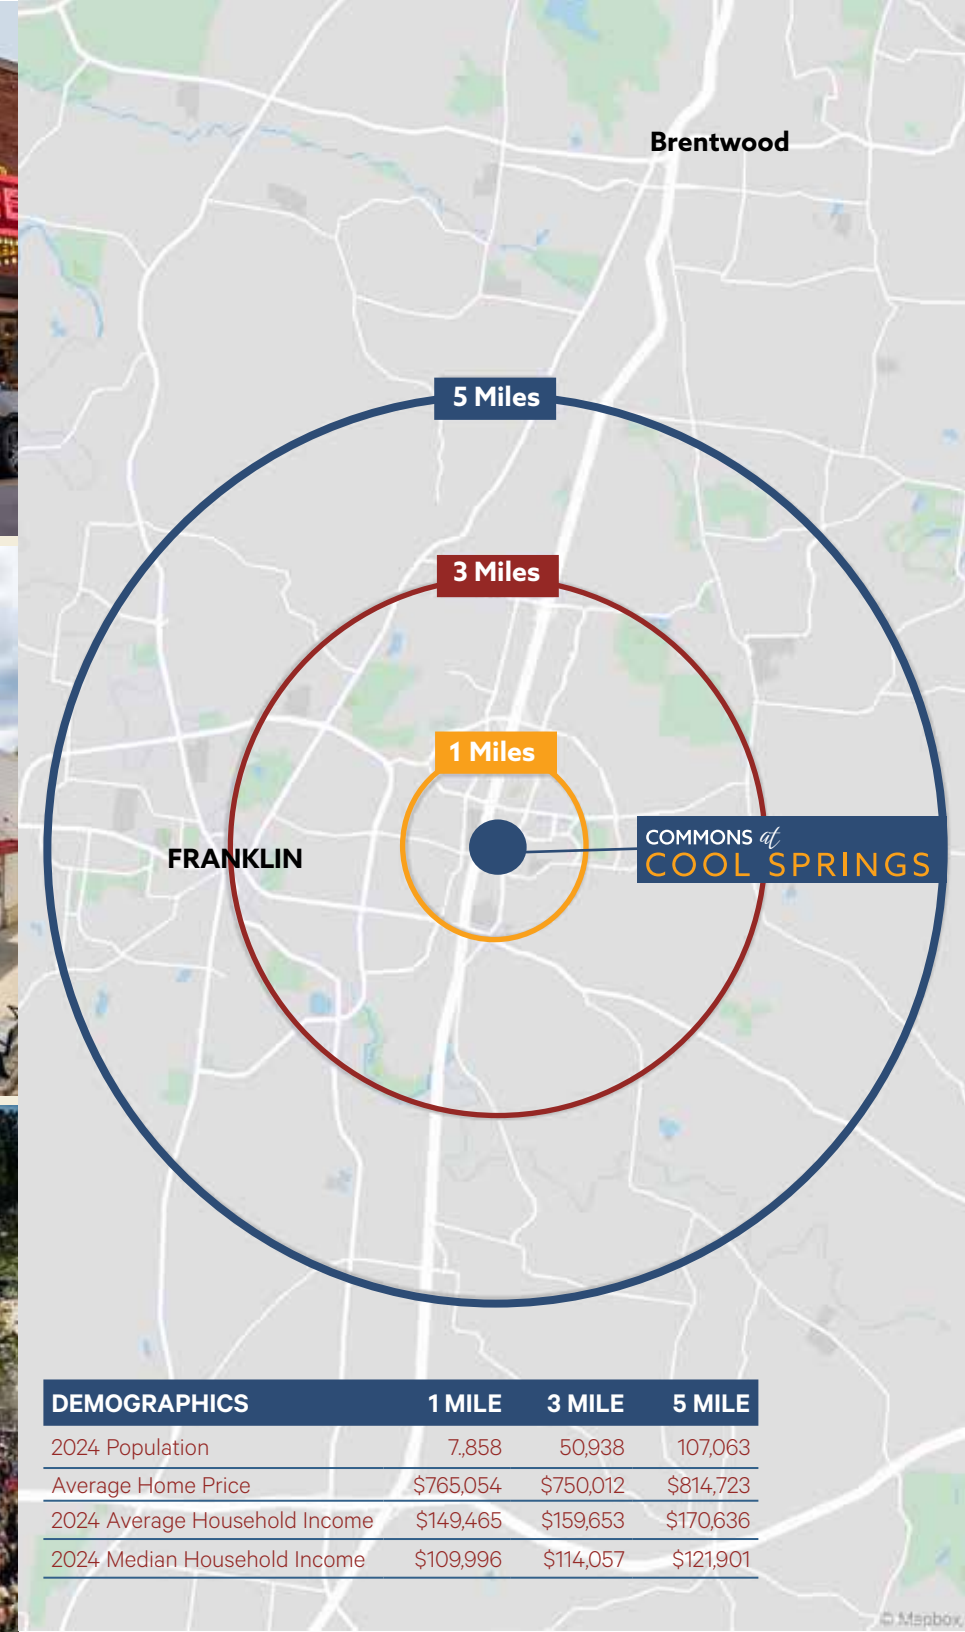 Brentwood
5 Miles
3 Miles
1 Miles
FRANKLIN
COMMONS at
COOL SPRINGS
DEMOGRAPHICS 1 MILE 3 MILE 5 MILE
2024 Population 7.,858 50,938 107,063
Average Home Price $765,054 $750,012 $814,723
2024 Average Household Income $149,465 $159,653 $170,636
2024 Median Household Income $109,996 $114,057 $121,901
© Mapbox